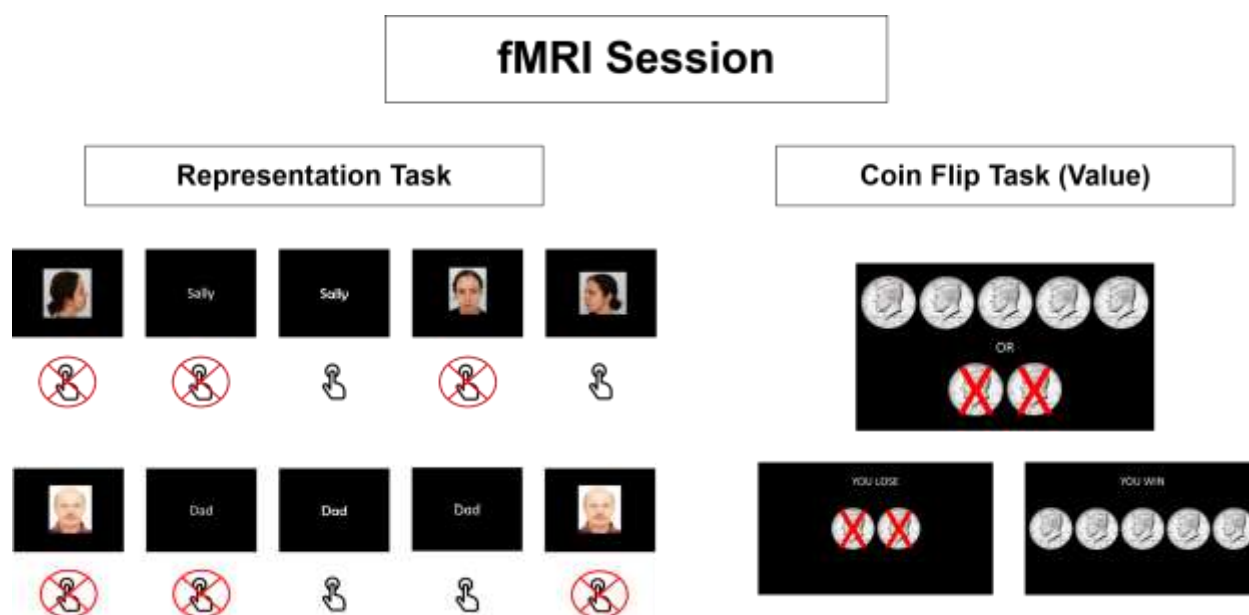 fMRI Session
Representation Task
Coin Flip Task (Value)
Sally
Sally
OR
Dad
Dad
Dad
YOU LOSE
YOU WIN